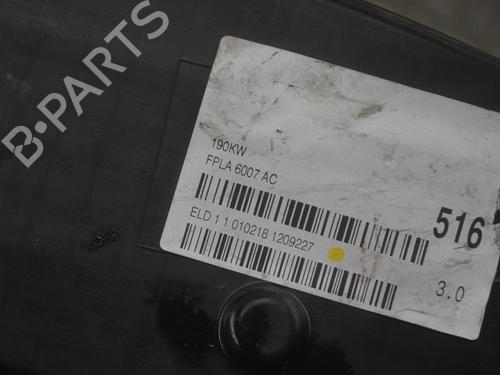 B-PARTS
190KW
FPLA 6007 AC
516
ELD 1 1 010218 1209227
3.0